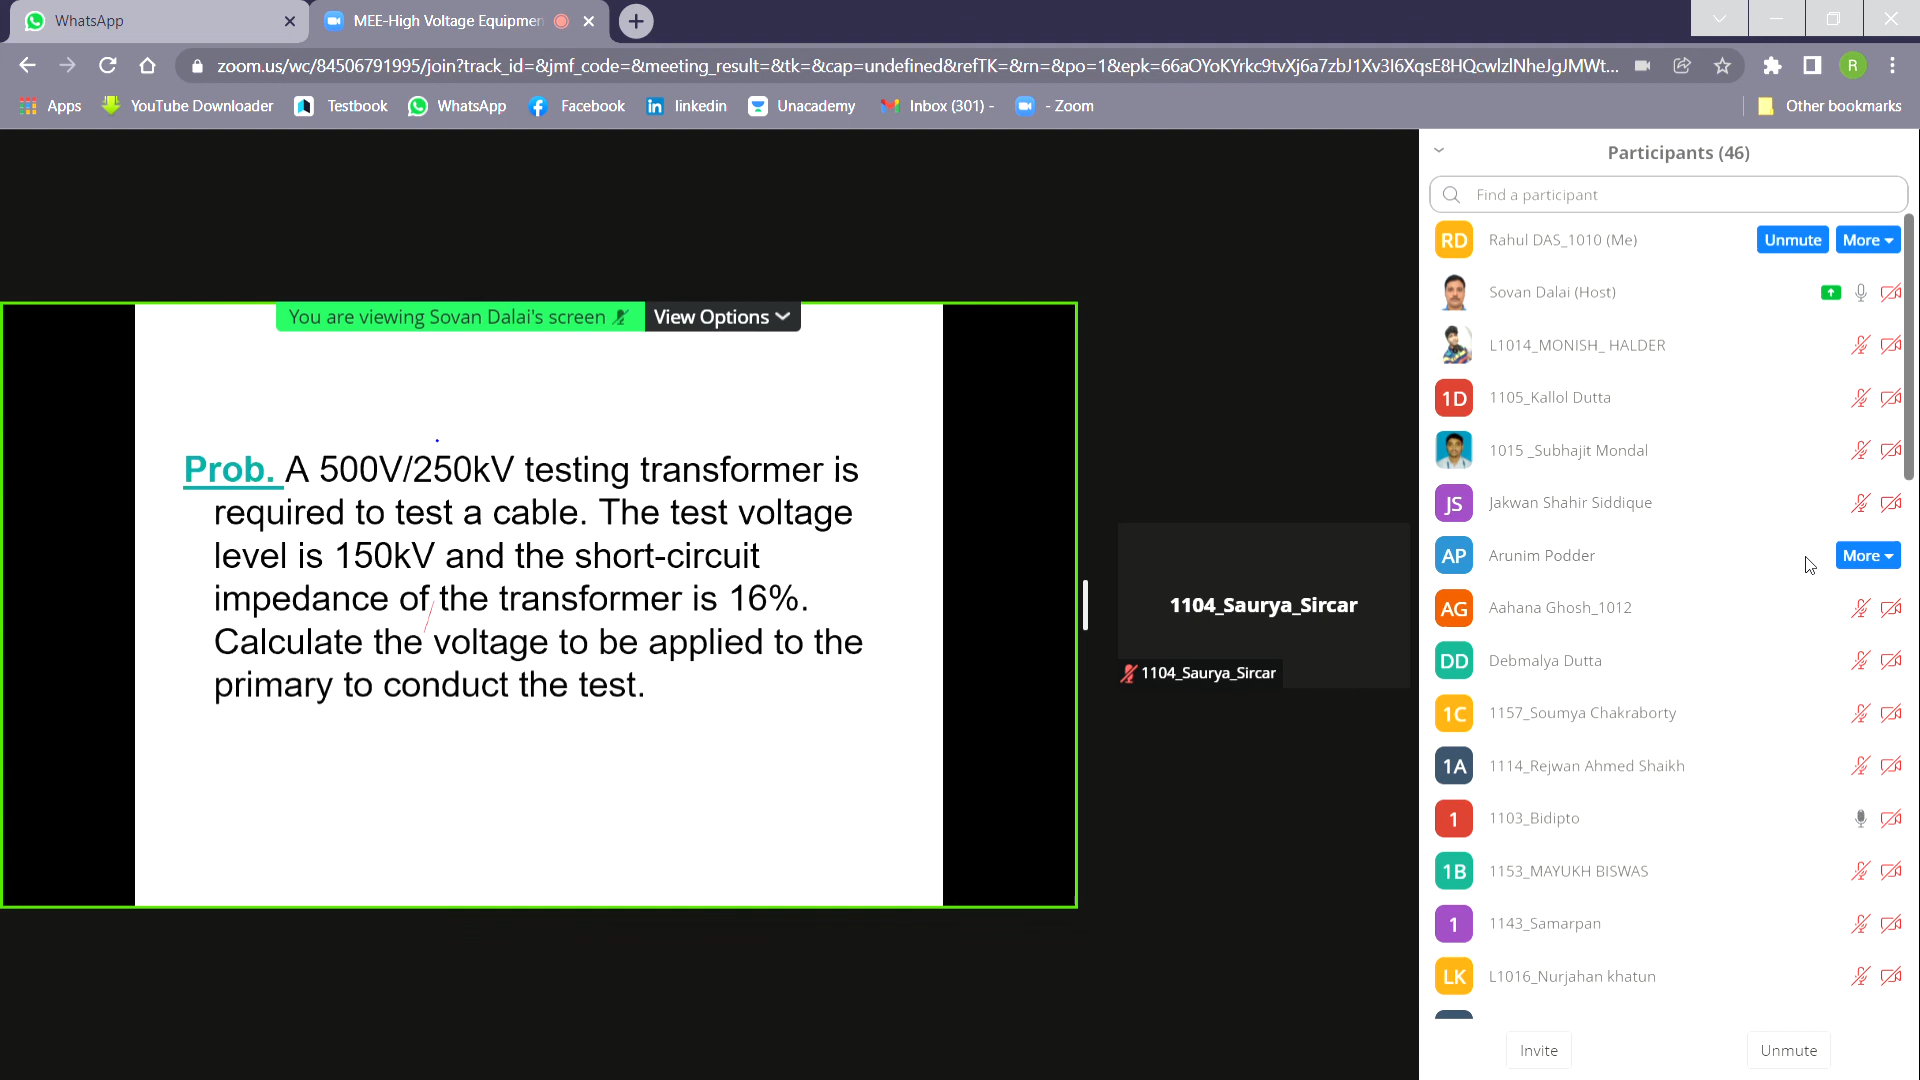 WhatsApp
MEE-High Voltage Equipmen
zoom.us/wc/84506791995/join?track_id=&jmf_code=&meeting_result=&tk=&cap=undefined&refTK=&rn=&po=1&epk=66aOYoKYrkc9tvXj6a7zbJ1Xv3I6XqsE8HQcwlzlNheJgJMWt...
R
Apps
YouTube Downloader
Testbook
WhatsApp
Facebook
linkedin
Unacademy
Inbox (301) -
- Zoom
Other bookmarks
You are viewing Sovan Dalai's screen
View Options
Prob. A 500V/250kV testing transformer is
required to test a cable. The test voltage
level is 150kV and the short-circuit
impedance of the transformer is 16%.
Calculate the voltage to be applied to the
primary to conduct the test.
1104_Saurya_Sircar
1104_Saurya_Sircar
Participants (46)
Find a participant
RD Rahul DAS_1010 (Me) Unmute More
Sovan Dalai (Host)
L1014_MONISH_ HALDER
1D 1105_Kallol Dutta
1015 _Subhajit Mondal
JS Jakwan Shahir Siddique
AP Arunim Podder More
AG Aahana Ghosh_1012
DD Debmalya Dutta
1C 1157_Soumya Chakraborty
1A 1114_Rejwan Ahmed Shaikh
1 1103_Bidipto
1B 1153_MAYUKH BISWAS
1 1143_Samarpan
LK L1016_Nurjahan khatun
Invite
Unmute